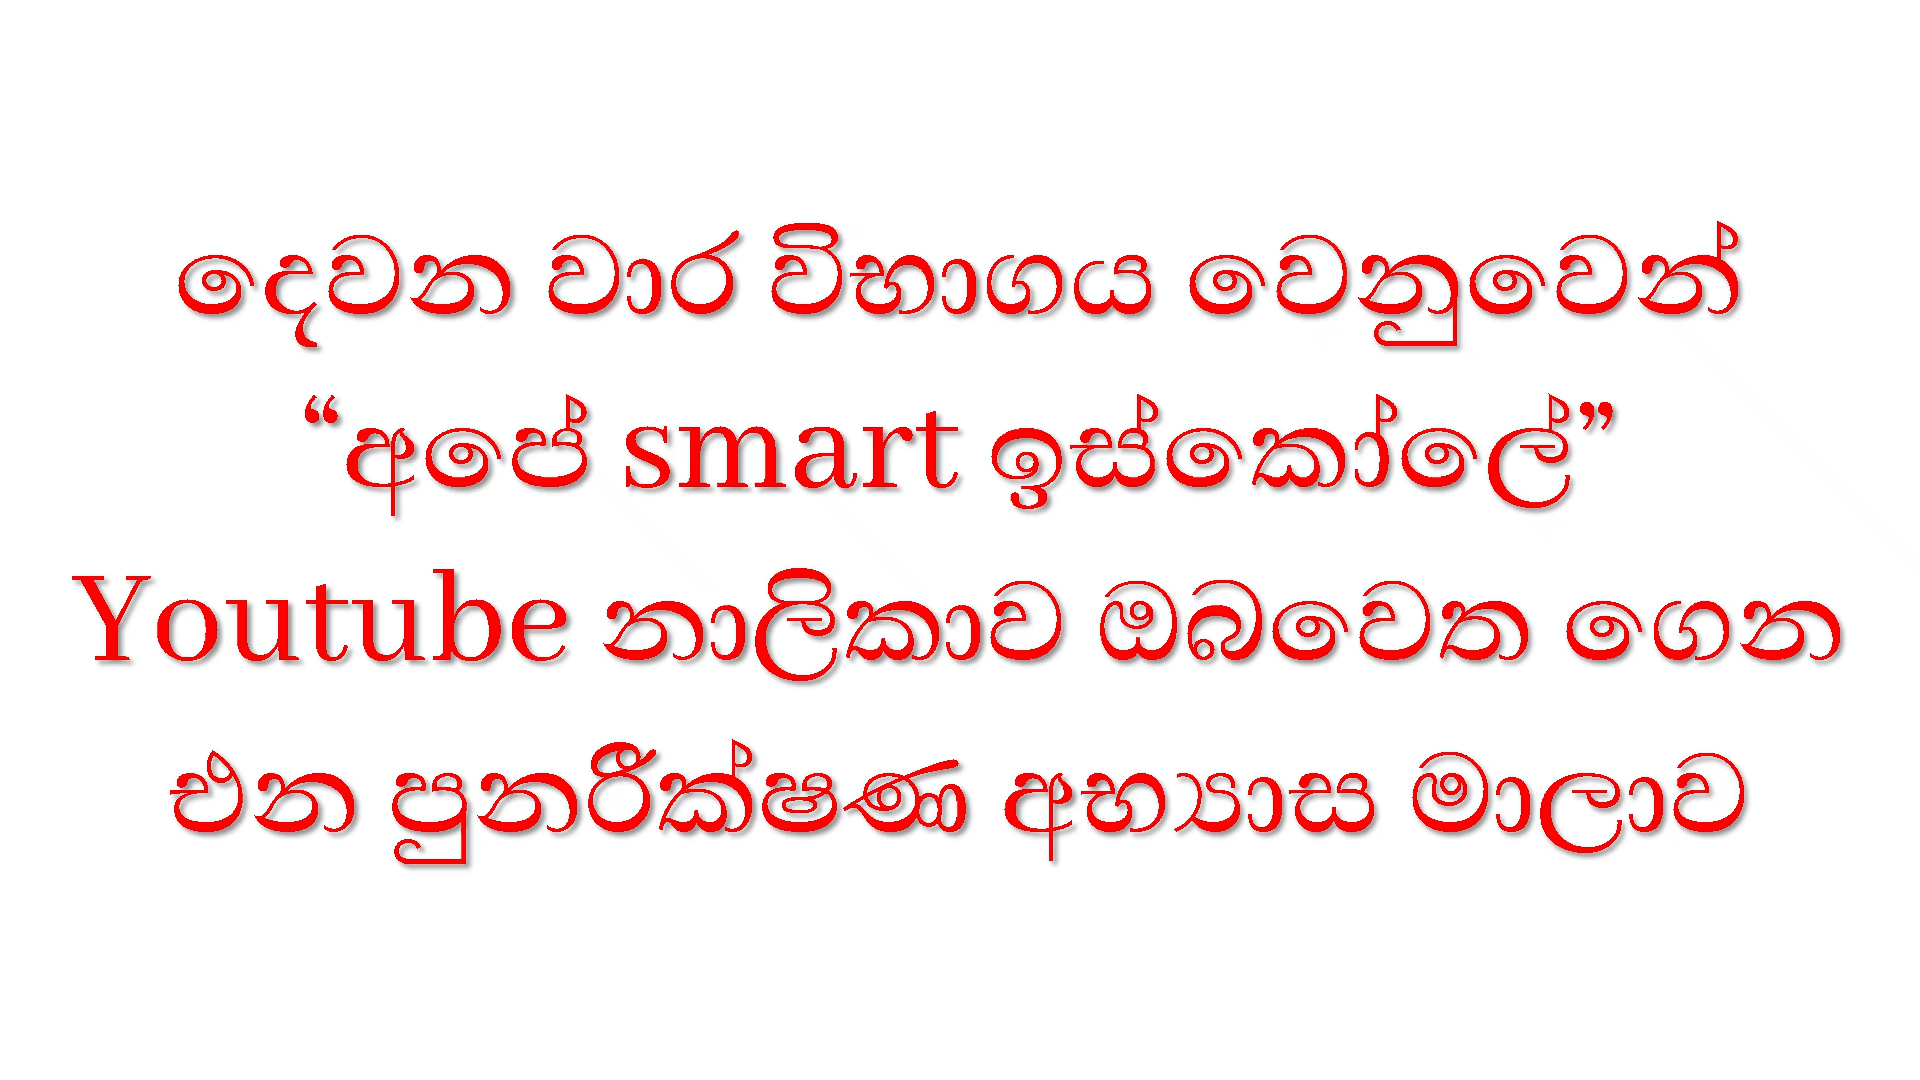 දෙවන වාර විභාගය වෙනුවෙන්
“අපේ smart ඉස්කෝලේ”
Youtube නාලිකාව ඔබවෙත ගෙන
එන පුනරීක්ෂණ අභ්‍යාස මාලාව